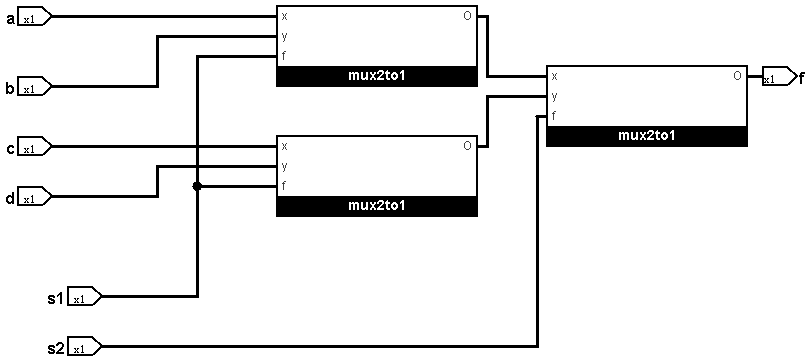 a x1
x O
y
f
mux2to1
b x1
c x1
x O
y
f
mux2to1
d x1
x O
y
f
mux2to1
x1 f
s1 x1
s2 x1